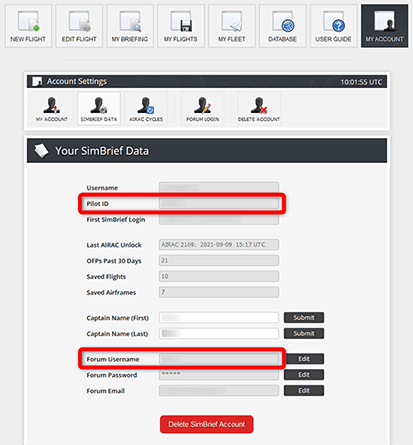 NEW FLIGHT EDIT FLIGHT MY BRIEFING MY FLIGHTS MY FLEET DATABASE USER GUIDE MY ACCOUNT
Account Settings 10:01:55 UTC
MY ACCOUNT SIMBRIEF DATA AIRAC CYCLES FORUM LOGIN DELETE ACCOUNT
Your SimBrief Data
Username
Pilot ID
First SimBrief Login
Last AIRAC Unlock AIRAC 2109: 2021-09-09 15:17 UTC
OFPs Past 30 Days 21
Saved Flights 10
Saved Airframes 7
Captain Name (First) Submit
Captain Name (Last) Submit
Forum Username Edit
Forum Password ***** Edit
Forum Email Edit
Delete SimBrief Account